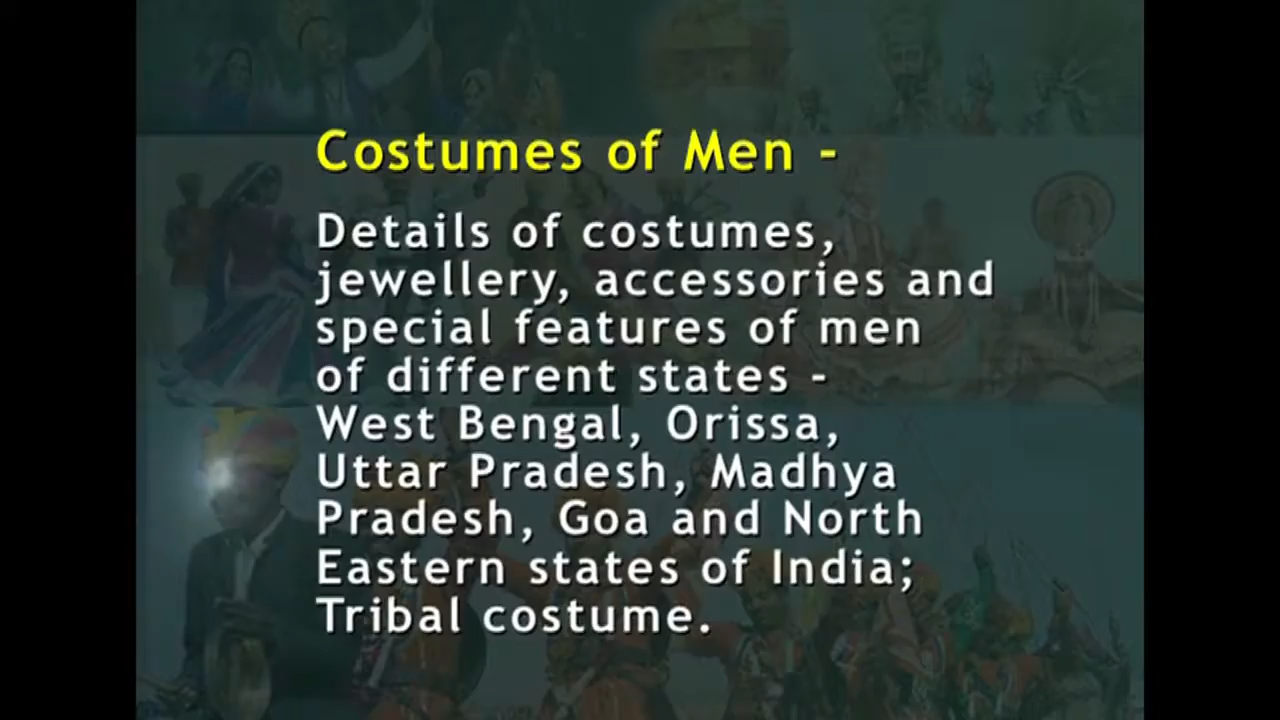 Costumes of Men -
Details of costumes,
jewellery, accessories and
special features of men
of different states -
West Bengal, Orissa,
Uttar Pradesh, Madhya
Pradesh, Goa and North
Eastern states of India;
Tribal costume.